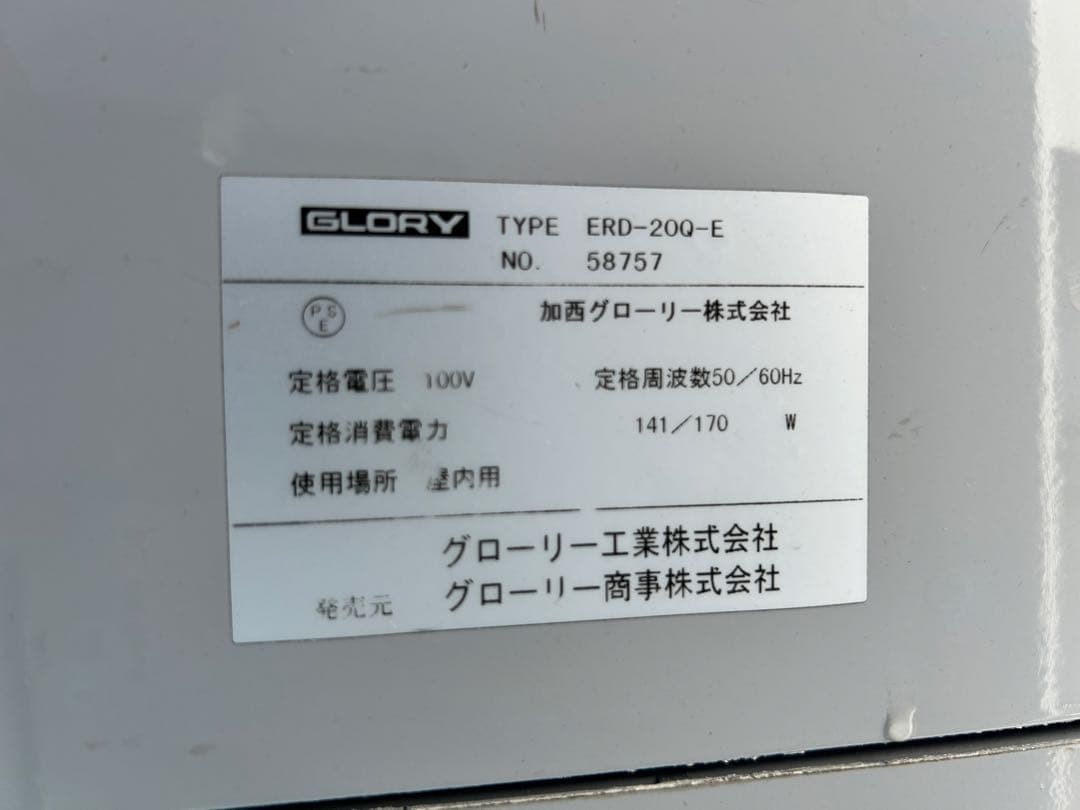 GLORY TYPE ERD-20Q-E
NO. 58757
PSE 加西グローリー株式会社
定格電圧 100V 定格周波数50/60Hz
定格消費電力 141/170 W
使用場所 屋内用
グローリー工業株式会社
発売元 グローリー商事株式会社